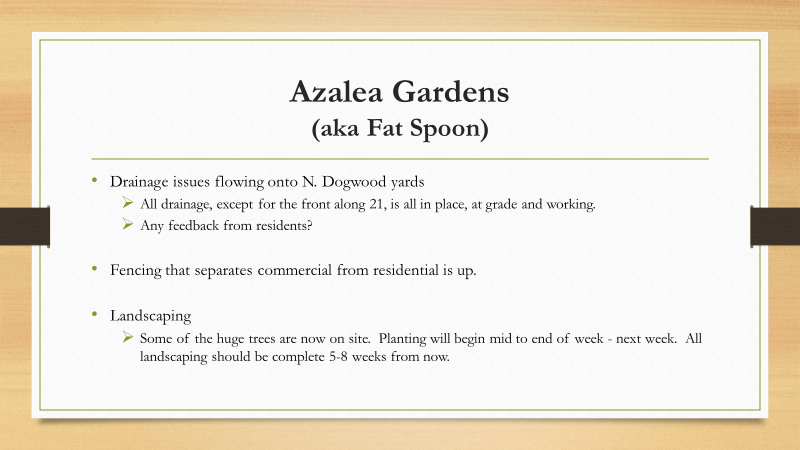 Azalea Gardens
(aka Fat Spoon)
• Drainage issues flowing onto N. Dogwood yards
➢ All drainage, except for the front along 21, is all in place, at grade and working.
➢ Any feedback from residents?
• Fencing that separates commercial from residential is up.
• Landscaping
➢ Some of the huge trees are now on site.  Planting will begin mid to end of week - next week.  All
landscaping should be complete 5-8 weeks from now.